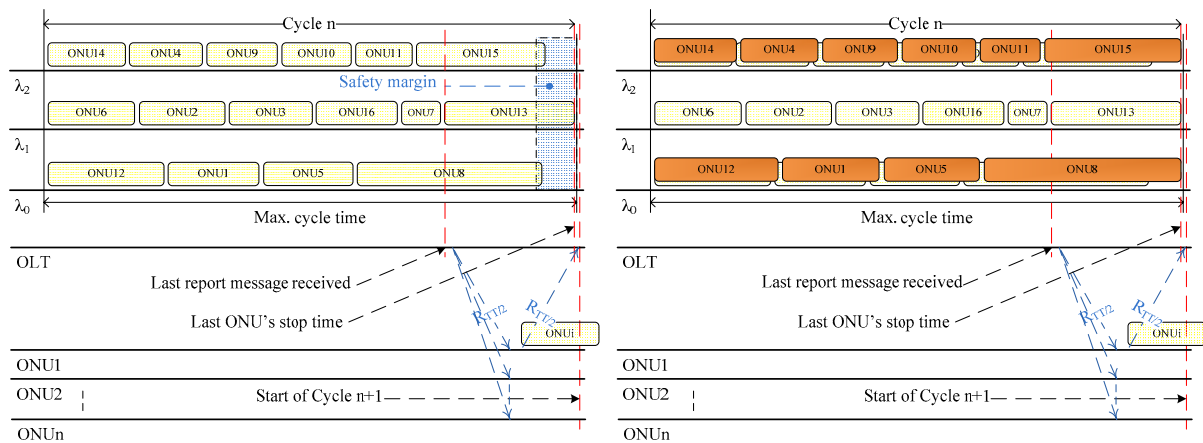 Cycle n
ONU14 ONU4 ONU9 ONU10 ONU11 ONU15
λ2
Safety margin
ONU6 ONU2 ONU3 ONU16 ONU7 ONU13
λ1
ONU12 ONU1 ONU5 ONU8
λ0
Max. cycle time
OLT
Last report message received
Last ONU's stop time
RTT/2 RTT/2
ONUi
ONU1
ONU2
Start of Cycle n+1
ONUn
Cycle n
ONU14 ONU4 ONU9 ONU10 ONU11 ONU15
λ2
ONU6 ONU2 ONU3 ONU16 ONU7 ONU13
λ1
ONU12 ONU1 ONU5 ONU8
λ0
Max. cycle time
OLT
Last report message received
Last ONU's stop time
RTT/2 RTT/2
ONUi
ONU1
ONU2
Start of Cycle n+1
ONUn